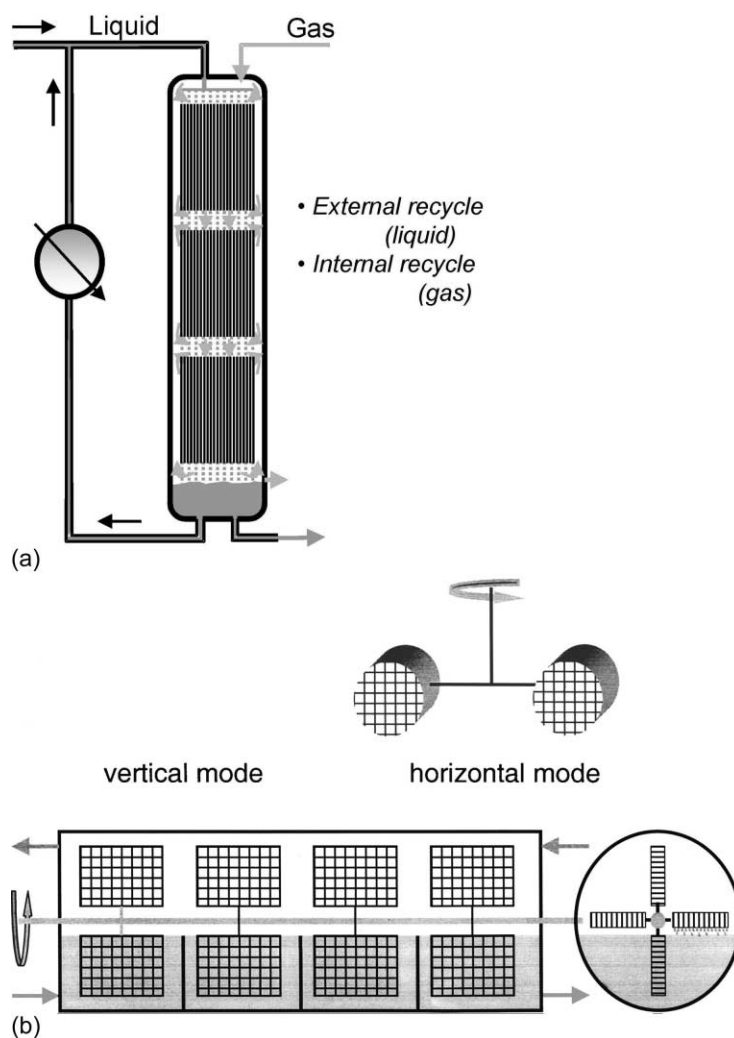 Liquid
Gas
• External recycle
(liquid)
• Internal recycle
(gas)
(a)
vertical mode
horizontal mode
(b)